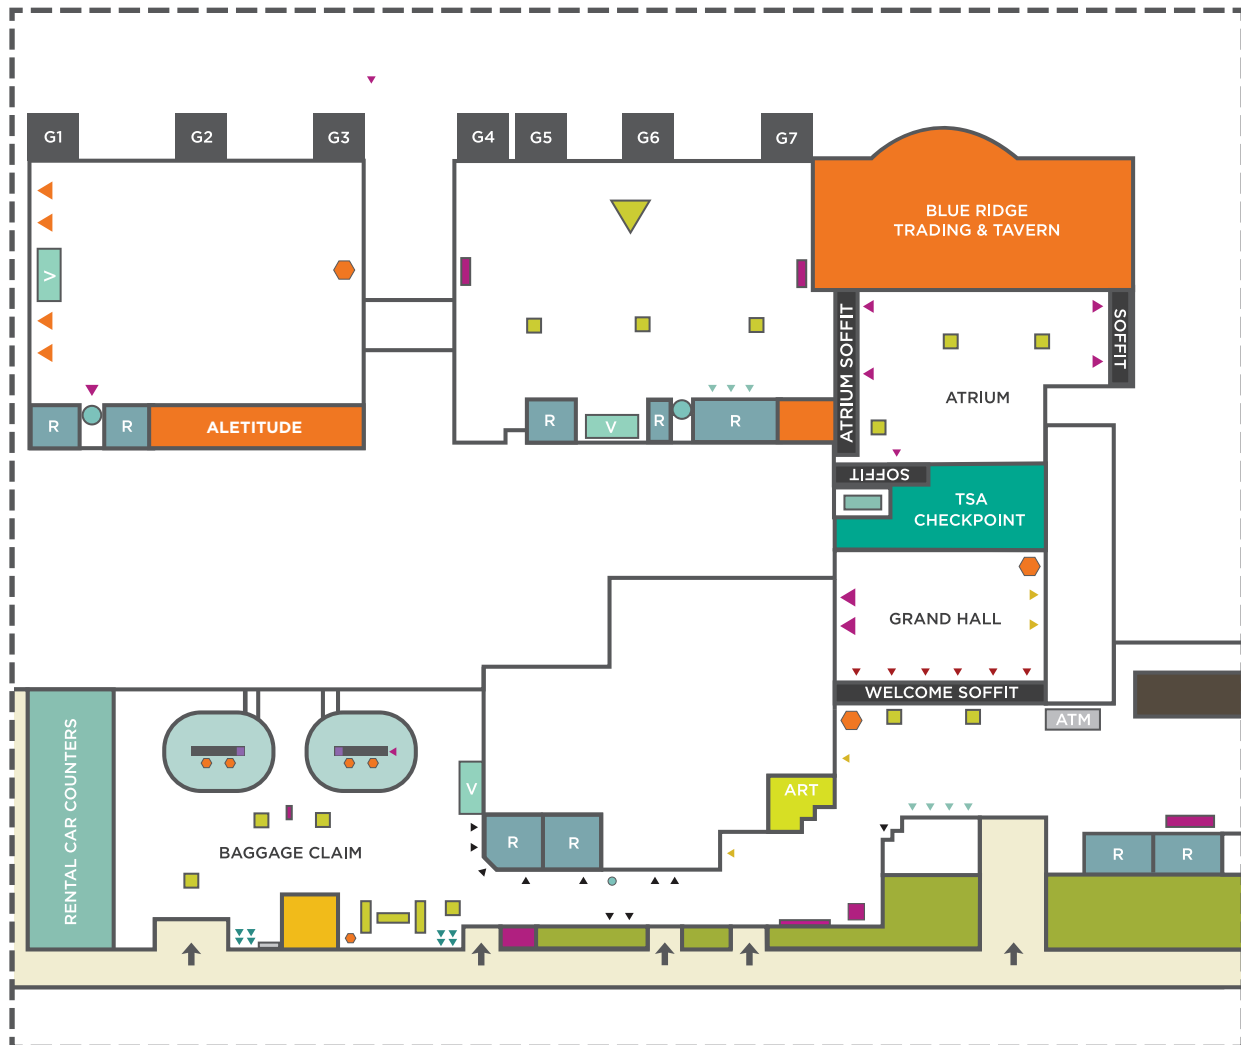 G1
G2
G3
G4
G5
G6
G7
BLUE RIDGE
TRADING & TAVERN
V
ATRIUM SOFFIT
SOFFIT
ATRIUM
R
R
ALETITUDE
R
V
R
R
SOFFIT
TSA
CHECKPOINT
GRAND HALL
WELCOME SOFFIT
ATM
RENTAL CAR COUNTERS
V
ART
R
R
BAGGAGE CLAIM
R
R